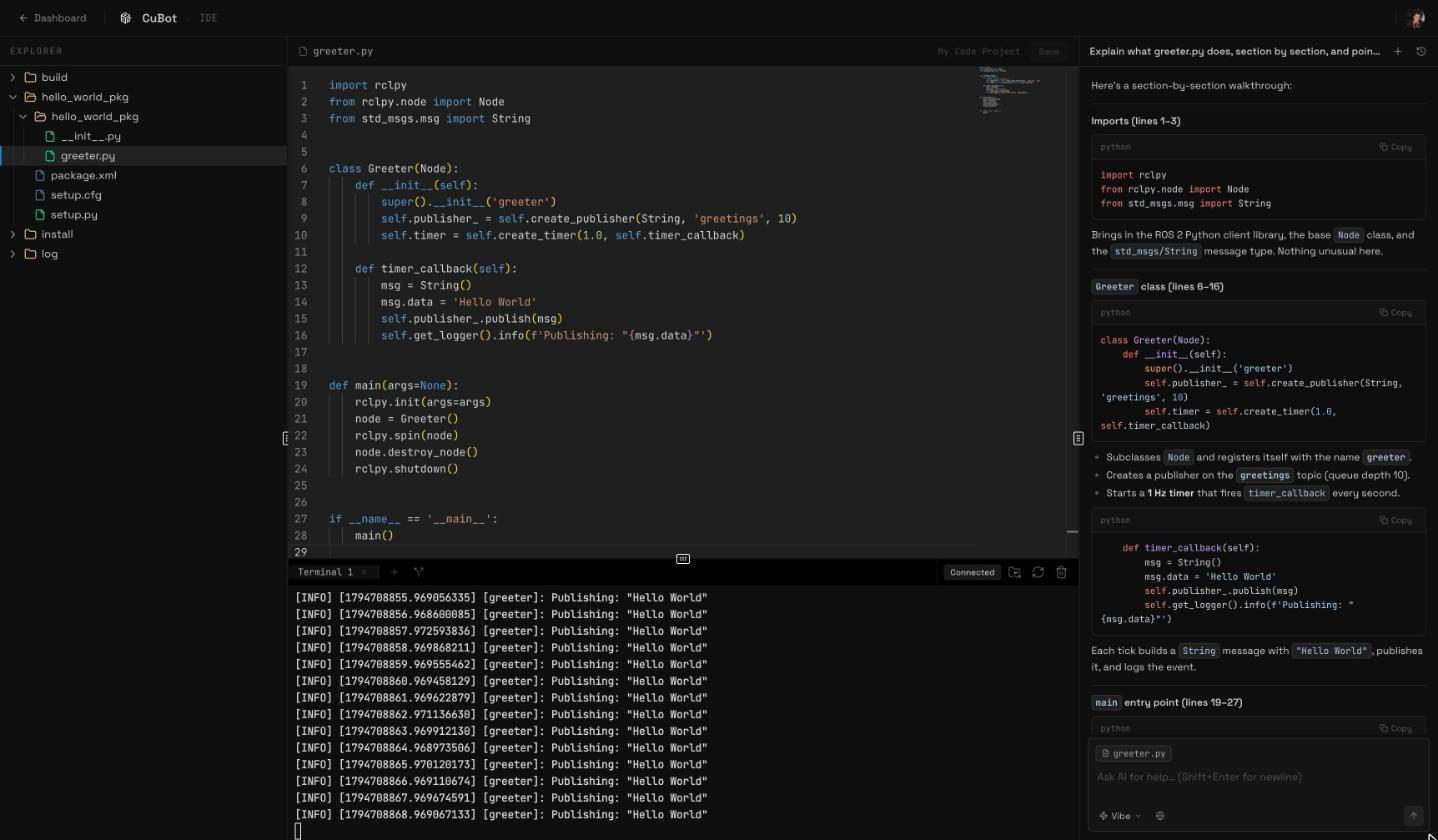 Dashboard
CuBot
IDE
EXPLORER
build
hello_world_pkg
hello_world_pkg
__init__.py
greeter.py
package.xml
setup.cfg
setup.py
install
log
greeter.py
My Code Project
Save
1 import rclpy
2 from rclpy.node import Node
3 from std_msgs.msg import String
4
5
6 class Greeter(Node):
7 def __init__(self):
8 super().__init__('greeter')
9 self.publisher_ = self.create_publisher(String, 'greetings', 10)
10 self.timer = self.create_timer(1.0, self.timer_callback)
11
12 def timer_callback(self):
13 msg = String()
14 msg.data = 'Hello World'
15 self.publisher_.publish(msg)
16 self.get_logger().info(f'Publishing: "{msg.data}"')
17
18
19 def main(args=None):
20 rclpy.init(args=args)
21 node = Greeter()
22 rclpy.spin(node)
23 node.destroy_node()
24 rclpy.shutdown()
25
26
27 if __name__ == '__main__':
28 main()
29
Terminal 1
Connected
[INFO] [1794708855.969056335] [greeter]: Publishing: "Hello World"
[INFO] [1794708856.968600085] [greeter]: Publishing: "Hello World"
[INFO] [1794708857.972593836] [greeter]: Publishing: "Hello World"
[INFO] [1794708858.969868211] [greeter]: Publishing: "Hello World"
[INFO] [1794708859.969555462] [greeter]: Publishing: "Hello World"
[INFO] [1794708860.969458129] [greeter]: Publishing: "Hello World"
[INFO] [1794708861.969622879] [greeter]: Publishing: "Hello World"
[INFO] [1794708862.971136630] [greeter]: Publishing: "Hello World"
[INFO] [1794708863.969912130] [greeter]: Publishing: "Hello World"
[INFO] [1794708864.968973506] [greeter]: Publishing: "Hello World"
[INFO] [1794708865.970120173] [greeter]: Publishing: "Hello World"
[INFO] [1794708866.969110674] [greeter]: Publishing: "Hello World"
[INFO] [1794708867.969674591] [greeter]: Publishing: "Hello World"
[INFO] [1794708868.969067133] [greeter]: Publishing: "Hello World"
Explain what greeter.py does, section by section, and poin...
Here's a section-by-section walkthrough:
Imports (lines 1–3)
python
Copy
import rclpy
from rclpy.node import Node
from std_msgs.msg import String
Brings in the ROS 2 Python client library, the base Node class, and
the std_msgs/String message type. Nothing unusual here.
Greeter class (lines 6–16)
python
Copy
class Greeter(Node):
def __init__(self):
super().__init__('greeter')
self.publisher_ = self.create_publisher(String,
'greetings', 10)
self.timer = self.create_timer(1.0,
self.timer_callback)
• Subclasses Node and registers itself with the name greeter.
• Creates a publisher on the greetings topic (queue depth 10).
• Starts a 1 Hz timer that fires timer_callback every second.
python
Copy
def timer_callback(self):
msg = String()
msg.data = 'Hello World'
self.publisher_.publish(msg)
self.get_logger().info(f'Publishing: "
{msg.data}"')
Each tick builds a String message with "Hello World", publishes
it, and logs the event.
main entry point (lines 19–27)
python
Copy
greeter.py
Ask AI for help... (Shift+Enter for newline)
Vibe